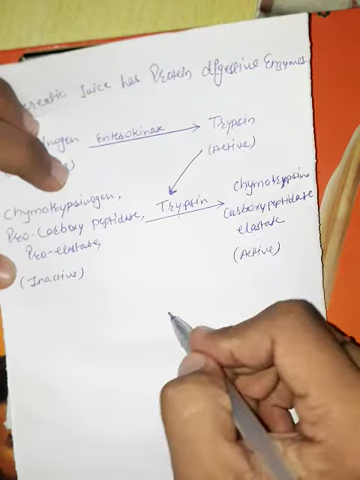 Juice has Protein digestive Enzymes
Enterokinase Trypsin
(Active)
Chymotrypsinogen,
Pro-Carboxy peptidase, Trypsin chymotrypsin
Pro-elastase, Carboxypeptidase
elastase
(Inactive) (Active)